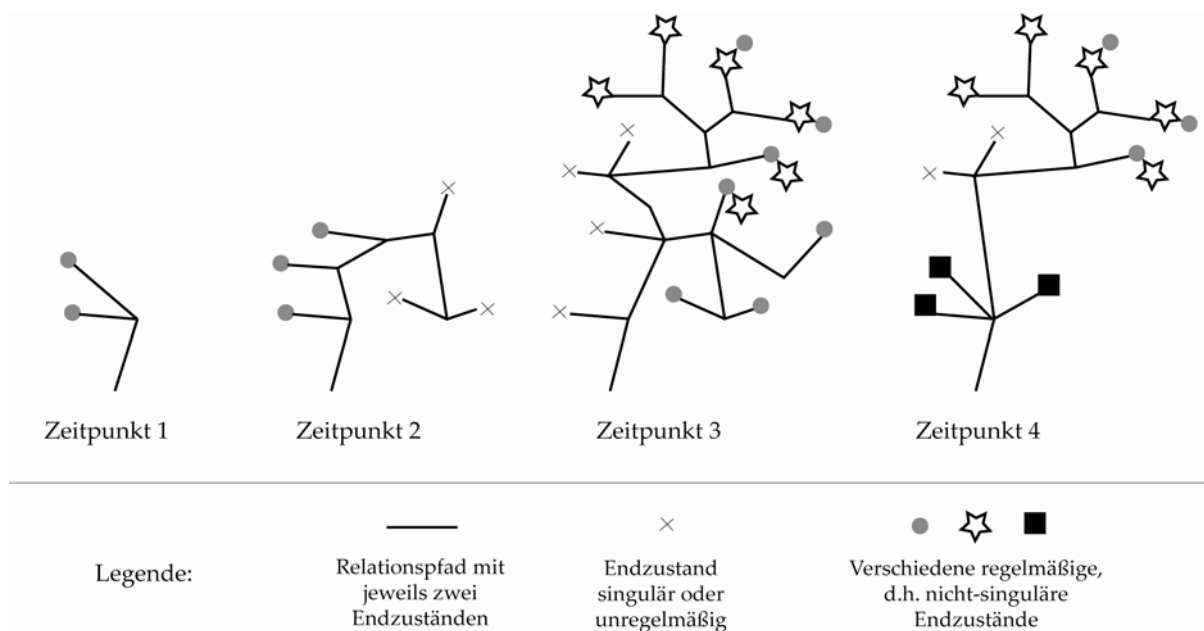 Zeitpunkt 1
Zeitpunkt 2
Zeitpunkt 3
Zeitpunkt 4
Legende:
Relationspfad mit
jeweils zwei
Endzuständen
Endzustand
singulär oder
unregelmäßig
Verschiedene regelmäßige,
d.h. nicht-singuläre
Endzustände